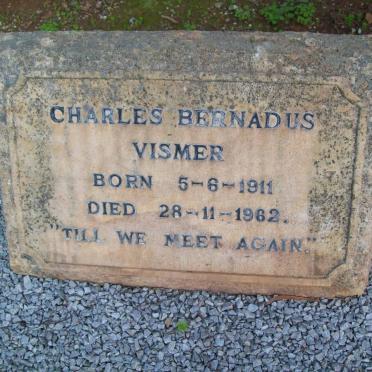 CHARLES BERNADUS
VISMER
BORN 5-6-1911
DIED 28-11-1962.
"TILL WE MEET AGAIN."